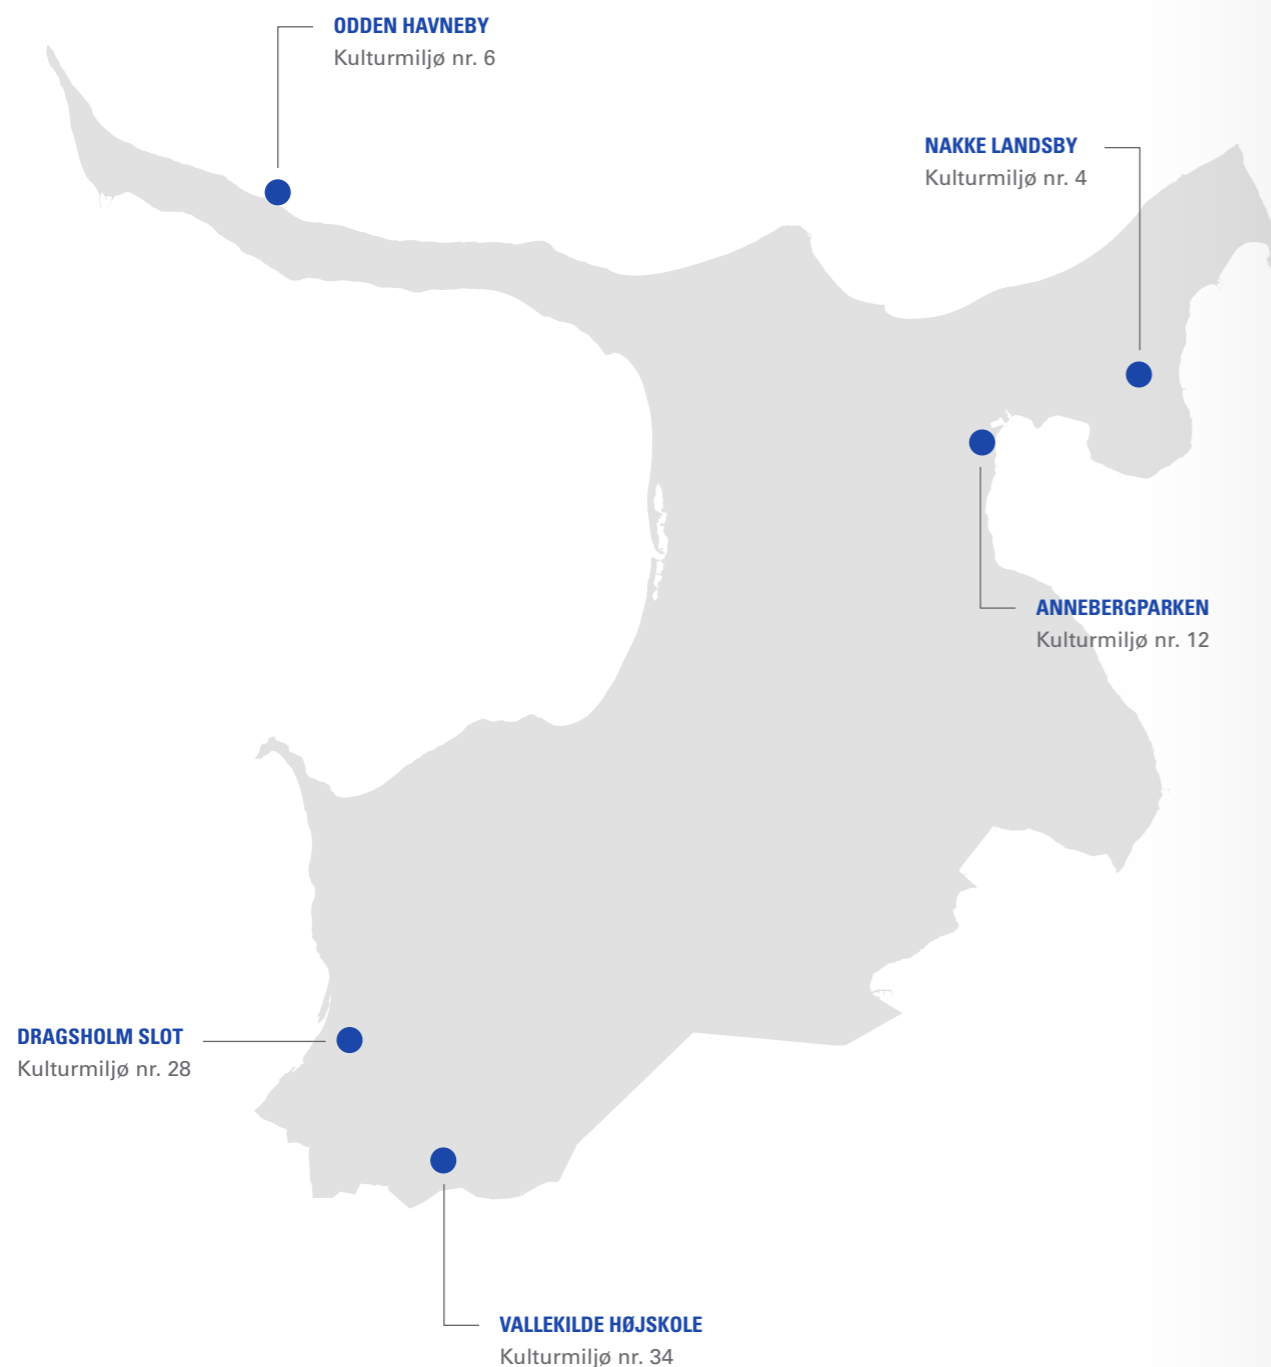 ODDEN HAVNEBY
Kulturmiljø nr. 6
NAKKE LANDSBY
Kulturmiljø nr. 4
ANNEBERGPARKEN
Kulturmiljø nr. 12
DRAGSHOLM SLOT
Kulturmiljø nr. 28
VALLEKILDE HØJSKOLE
Kulturmiljø nr. 34